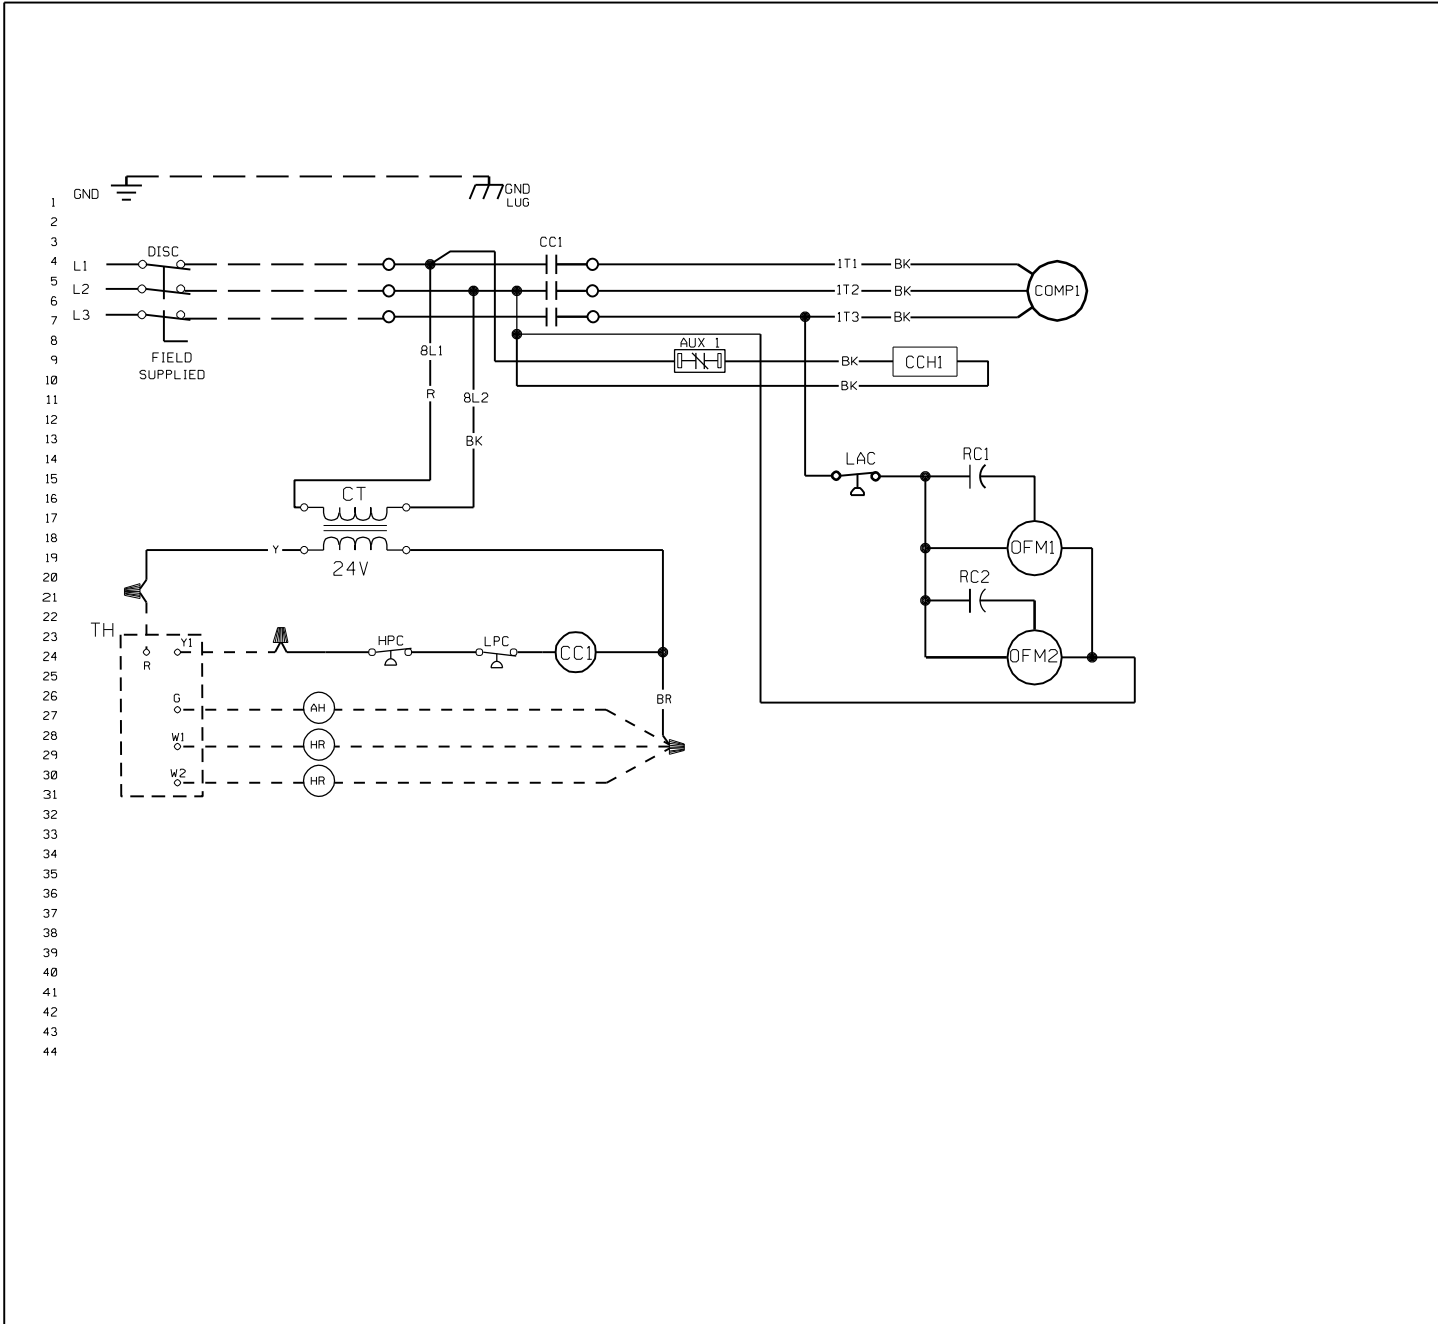 GND
GND
LUG
1
2
3
DISC
CC1
4
L1
1T1
BK
5
L2
1T2
BK
COMP1
6
7
L3
1T3
BK
8
FIELD
SUPPLIED
8L1
AUX 1
9
BK
CCH1
10
R
BK
11
8L2
12
13
BK
14
LAC
RC1
15
16
CT
17
18
19
Y
OFM1
20
24V
RC2
21
22
23
TH
Y1
HPC
LPC
24
R
CC1
OFM2
25
26
G
BR
27
AH
28
W1
29
HR
30
W2
HR
31
32
33
34
35
36
37
38
39
40
41
42
43
44